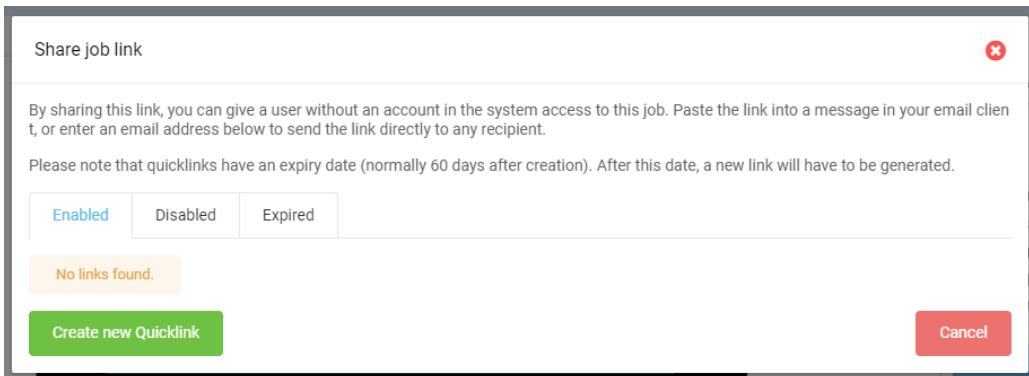 Share job link
By sharing this link, you can give a user without an account in the system access to this job. Paste the link into a message in your email clien
t, or enter an email address below to send the link directly to any recipient.
Please note that quicklinks have an expiry date (normally 60 days after creation). After this date, a new link will have to be generated.
Enabled Disabled Expired
No links found.
Create new Quicklink Cancel